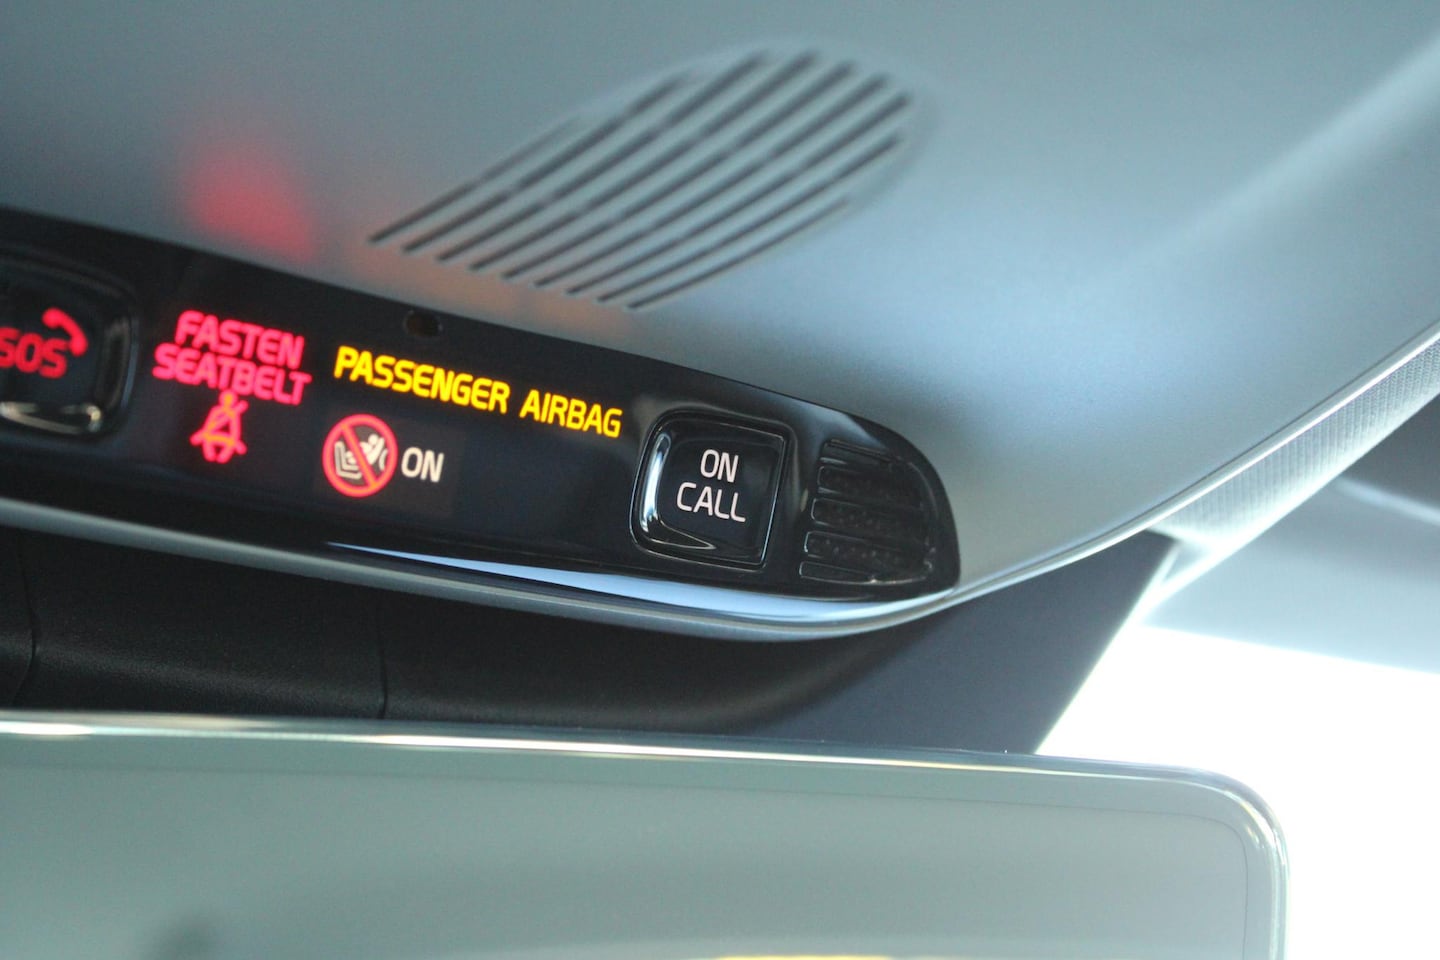 SOS
FASTEN
SEATBELT
PASSENGER AIRBAG
ON
ON
CALL